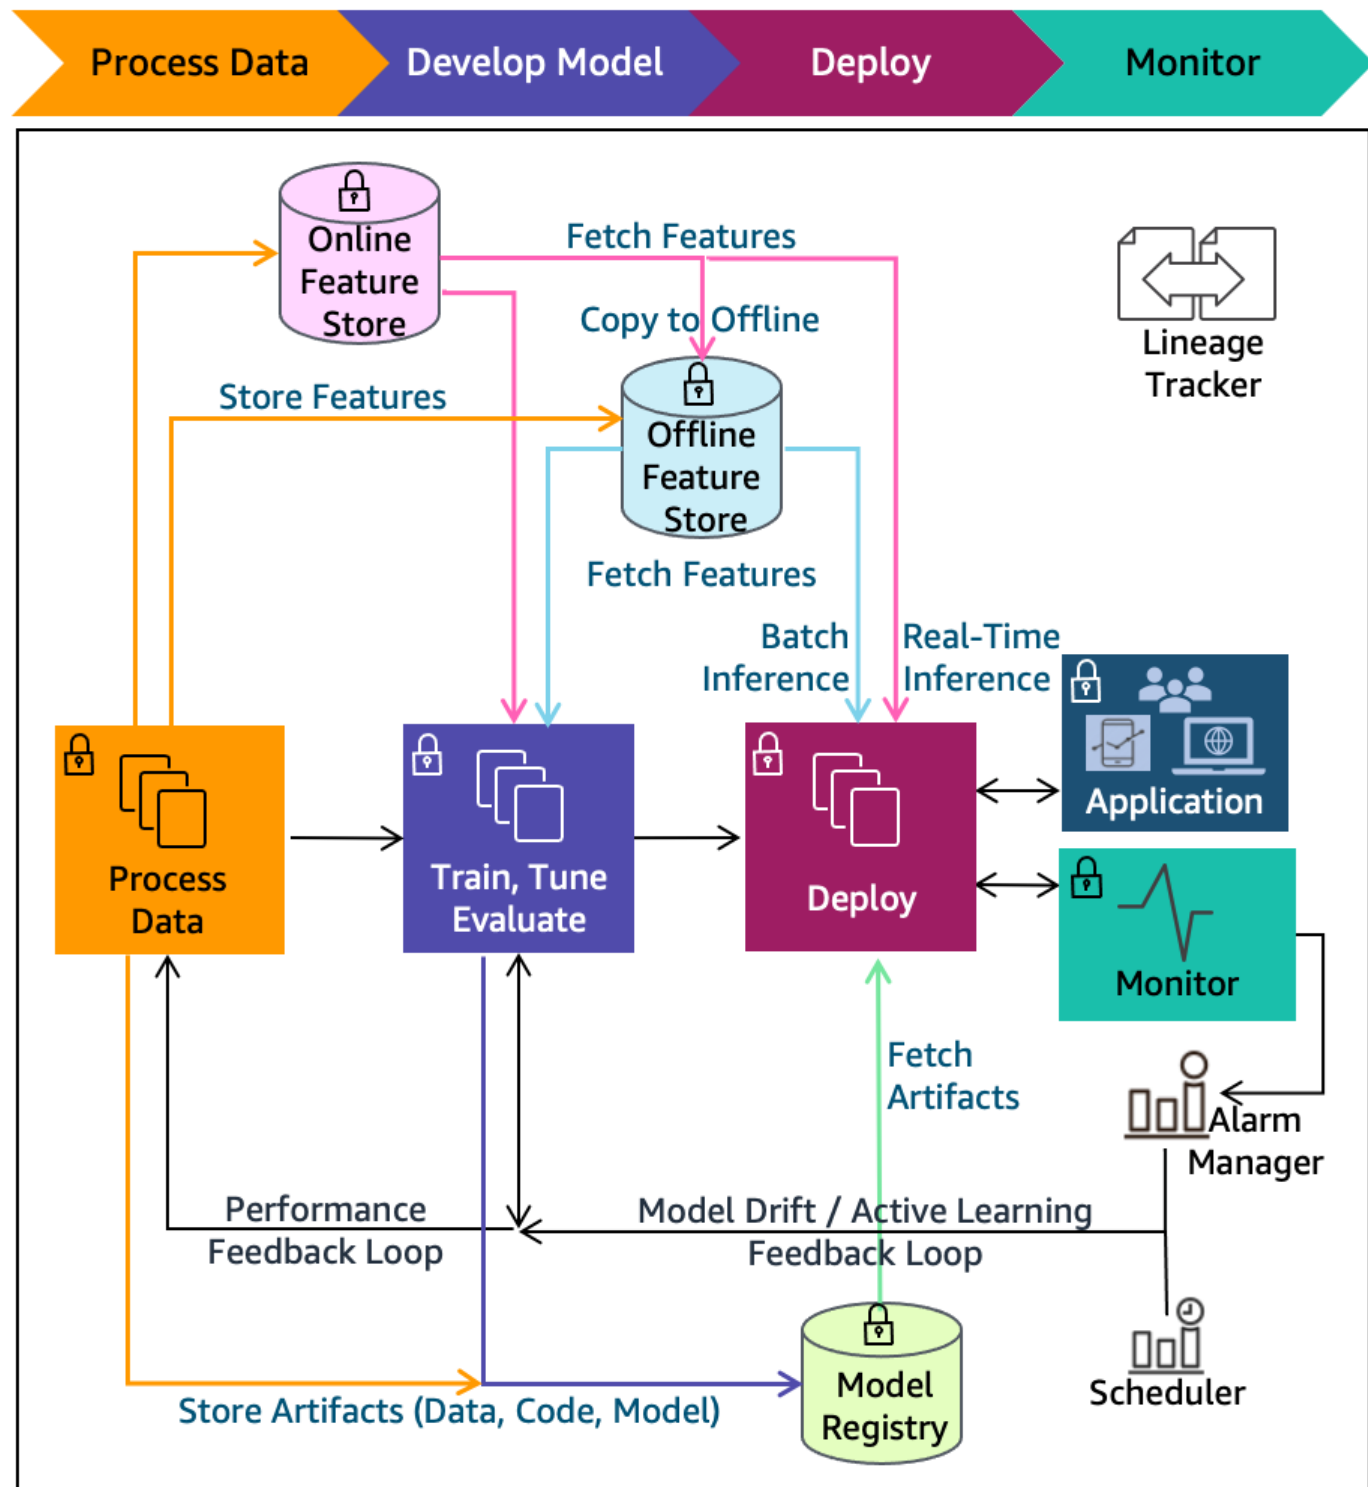 Process Data
Develop Model
Deploy
Monitor
Online
Feature
Store
Fetch Features
Copy to Offline
Lineage
Tracker
Store Features
Offline
Feature
Store
Fetch Features
Batch
Inference
Real-Time
Inference
Application
Process
Data
Train, Tune
Evaluate
Deploy
Monitor
Fetch
Artifacts
Alarm
Manager
Performance
Feedback Loop
Model Drift / Active Learning
Feedback Loop
Store Artifacts (Data, Code, Model)
Model
Registry
Scheduler